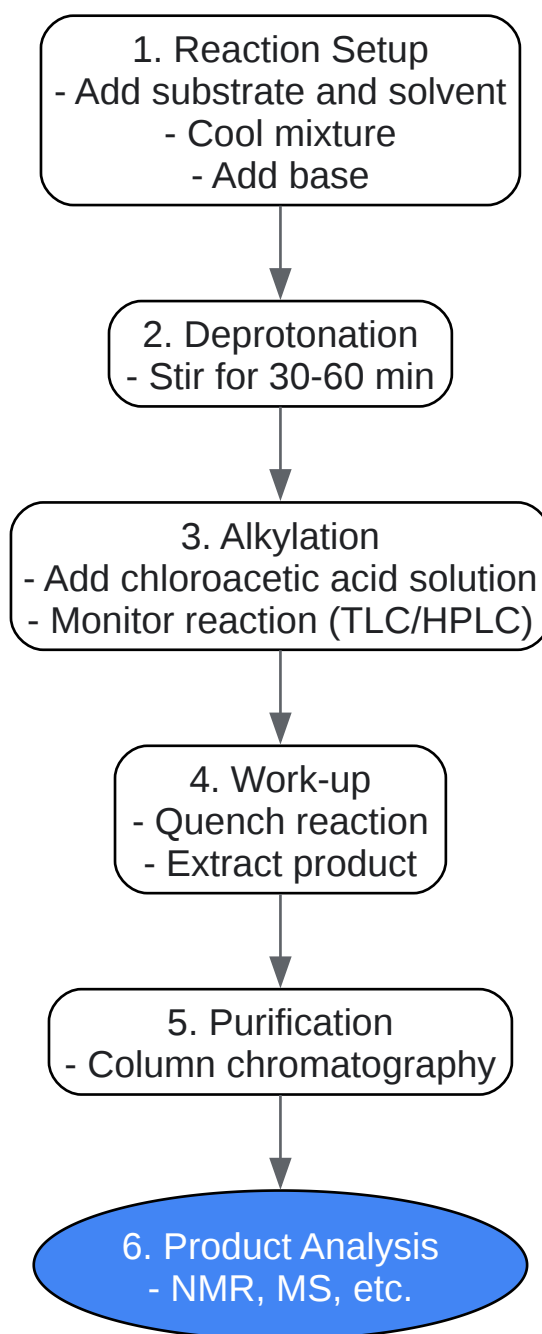 1. Reaction Setup
- Add substrate and solvent
- Cool mixture
- Add base
2. Deprotonation
- Stir for 30-60 min
3. Alkylation
- Add chloroacetic acid solution
- Monitor reaction (TLC/HPLC)
4. Work-up
- Quench reaction
- Extract product
5. Purification
- Column chromatography
6. Product Analysis
- NMR, MS, etc.